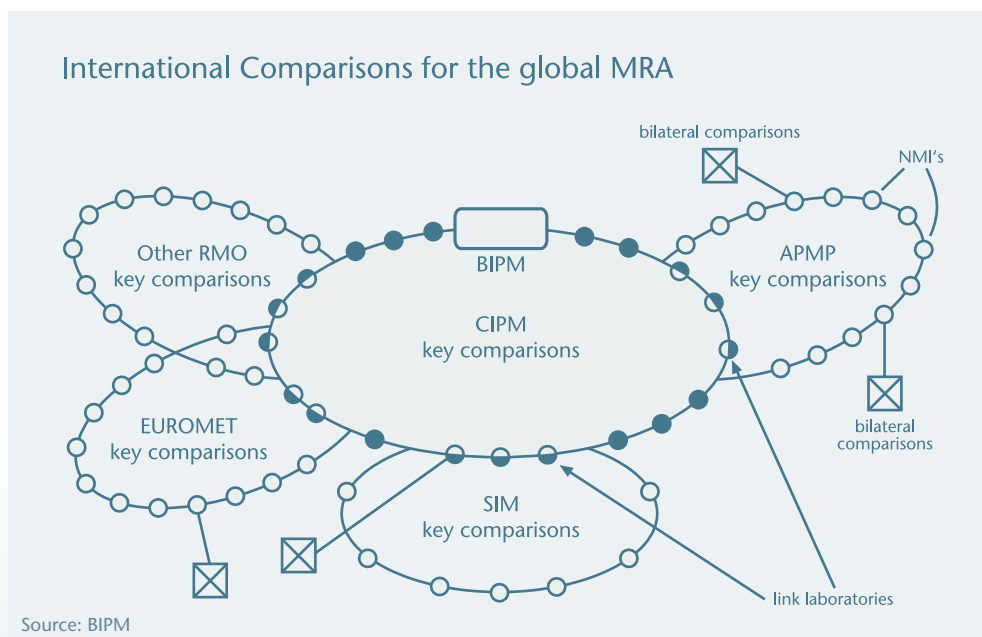 International Comparisons for the global MRA
bilateral comparisons
NMI‘s
Other RMO
key comparisons
BIPM
APMP
key comparisons
CIPM
key comparisons
EUROMET
key comparisons
bilateral
comparisons
SIM
key comparisons
link laboratories
Source: BIPM